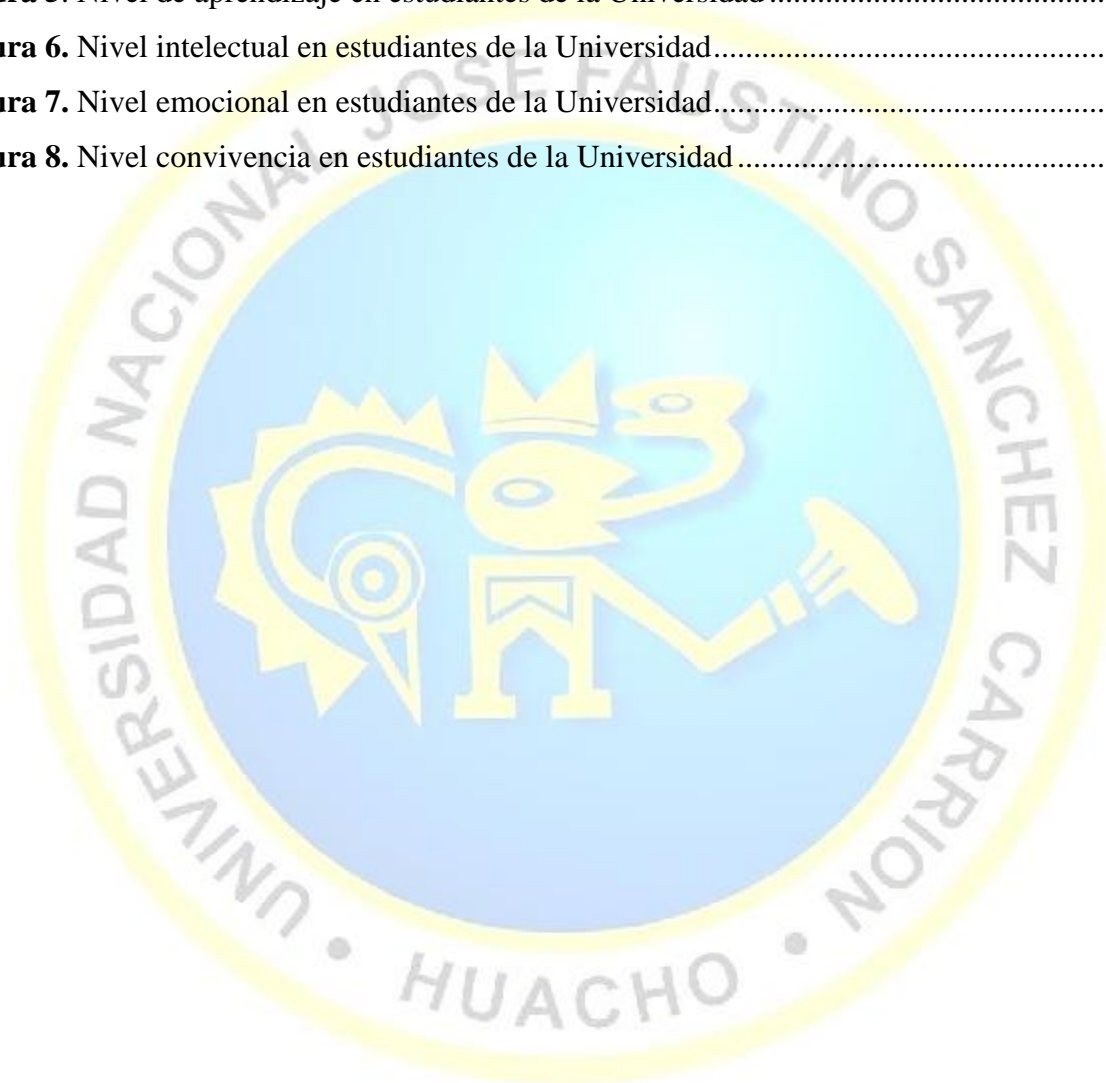 ura 5. Nivel de aprendizaje en estudiantes de la Universidad
ura 6. Nivel intelectual en estudiantes de la Universidad
ura 7. Nivel emocional en estudiantes de la Universidad
ura 8. Nivel convivencia en estudiantes de la Universidad
UNIVERSIDAD NACIONAL JOSE FAUSTINO SANCHEZ CARRION • HUACHO •